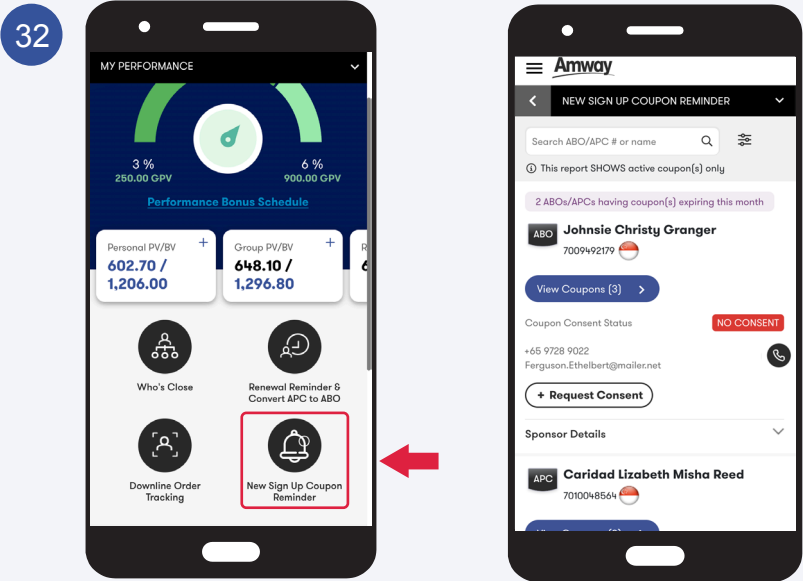 32
MY PERFORMANCE
3 %
250.00 GPV
6 %
900.00 GPV
Performance Bonus Schedule
Personal PV/BV
+
602.70 /
1,206.00
Group PV/BV
+
648.10 /
1,296.80
Who's Close
Renewal Reminder &
Convert APC to ABO
Downline Order
Tracking
New Sign Up Coupon
Reminder
Amway
NEW SIGN UP COUPON REMINDER
Search ABO/APC # or name
This report SHOWS active coupon(s) only
2 ABOs/APCs having coupon(s) expiring this month
ABO
Johnsie Christy Granger
7009492179
View Coupons (3)
Coupon Consent Status
NO CONSENT
+65 9728 9022
Ferguson.Ethelbert@mailer.net
+ Request Consent
Sponsor Details
APC
Caridad Lizabeth Misha Reed
7010048564